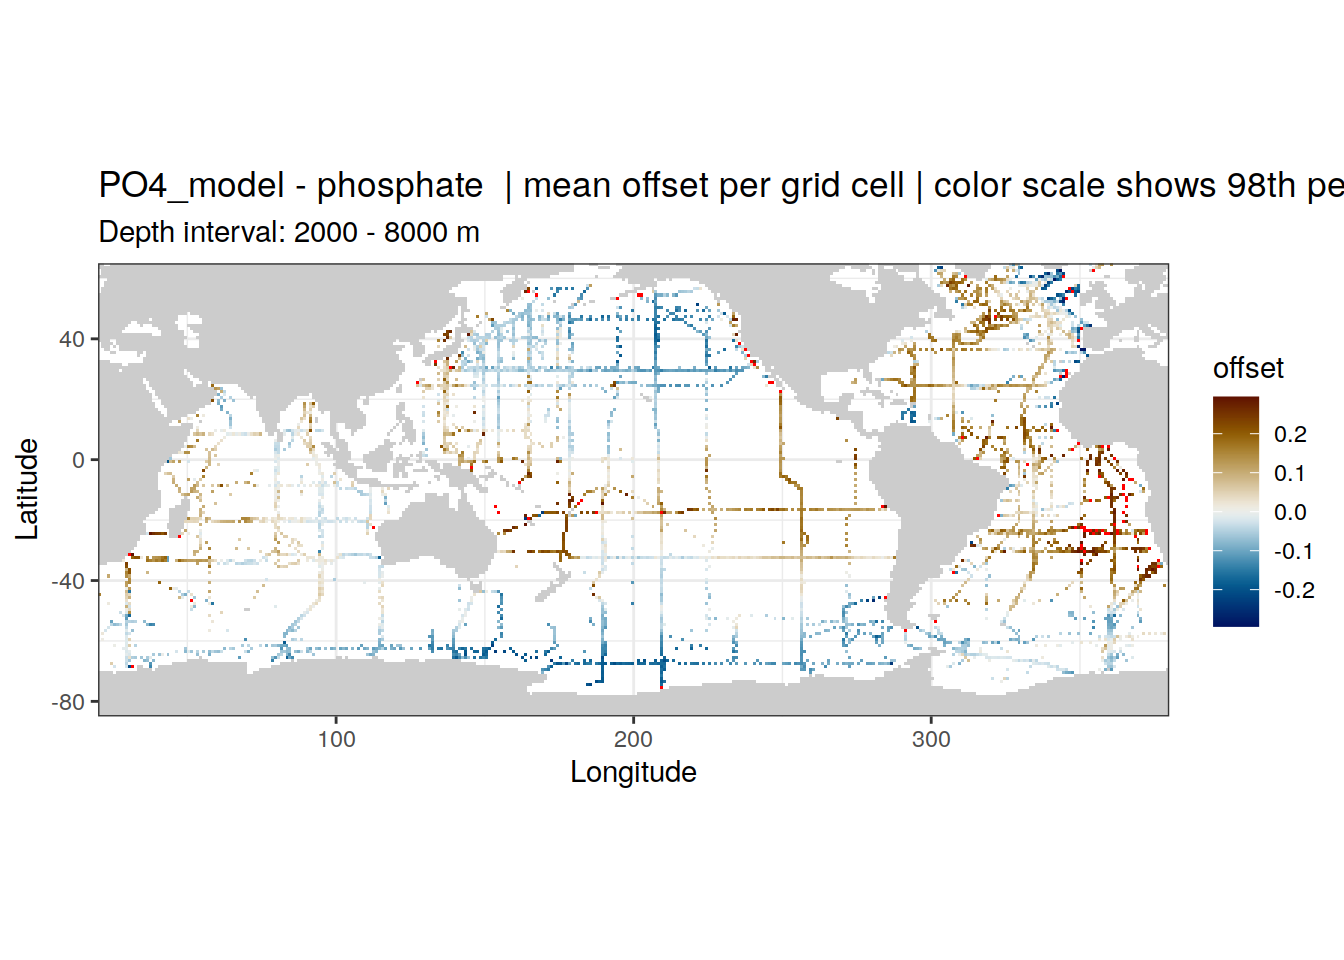 PO4_model - phosphate  | mean offset per grid cell | color scale shows 98th pe
Depth interval: 2000 - 8000 m
offset
0.2
0.1
0.0
-0.1
-0.2
Latitude
40
0
-40
-80
100
200
300
Longitude